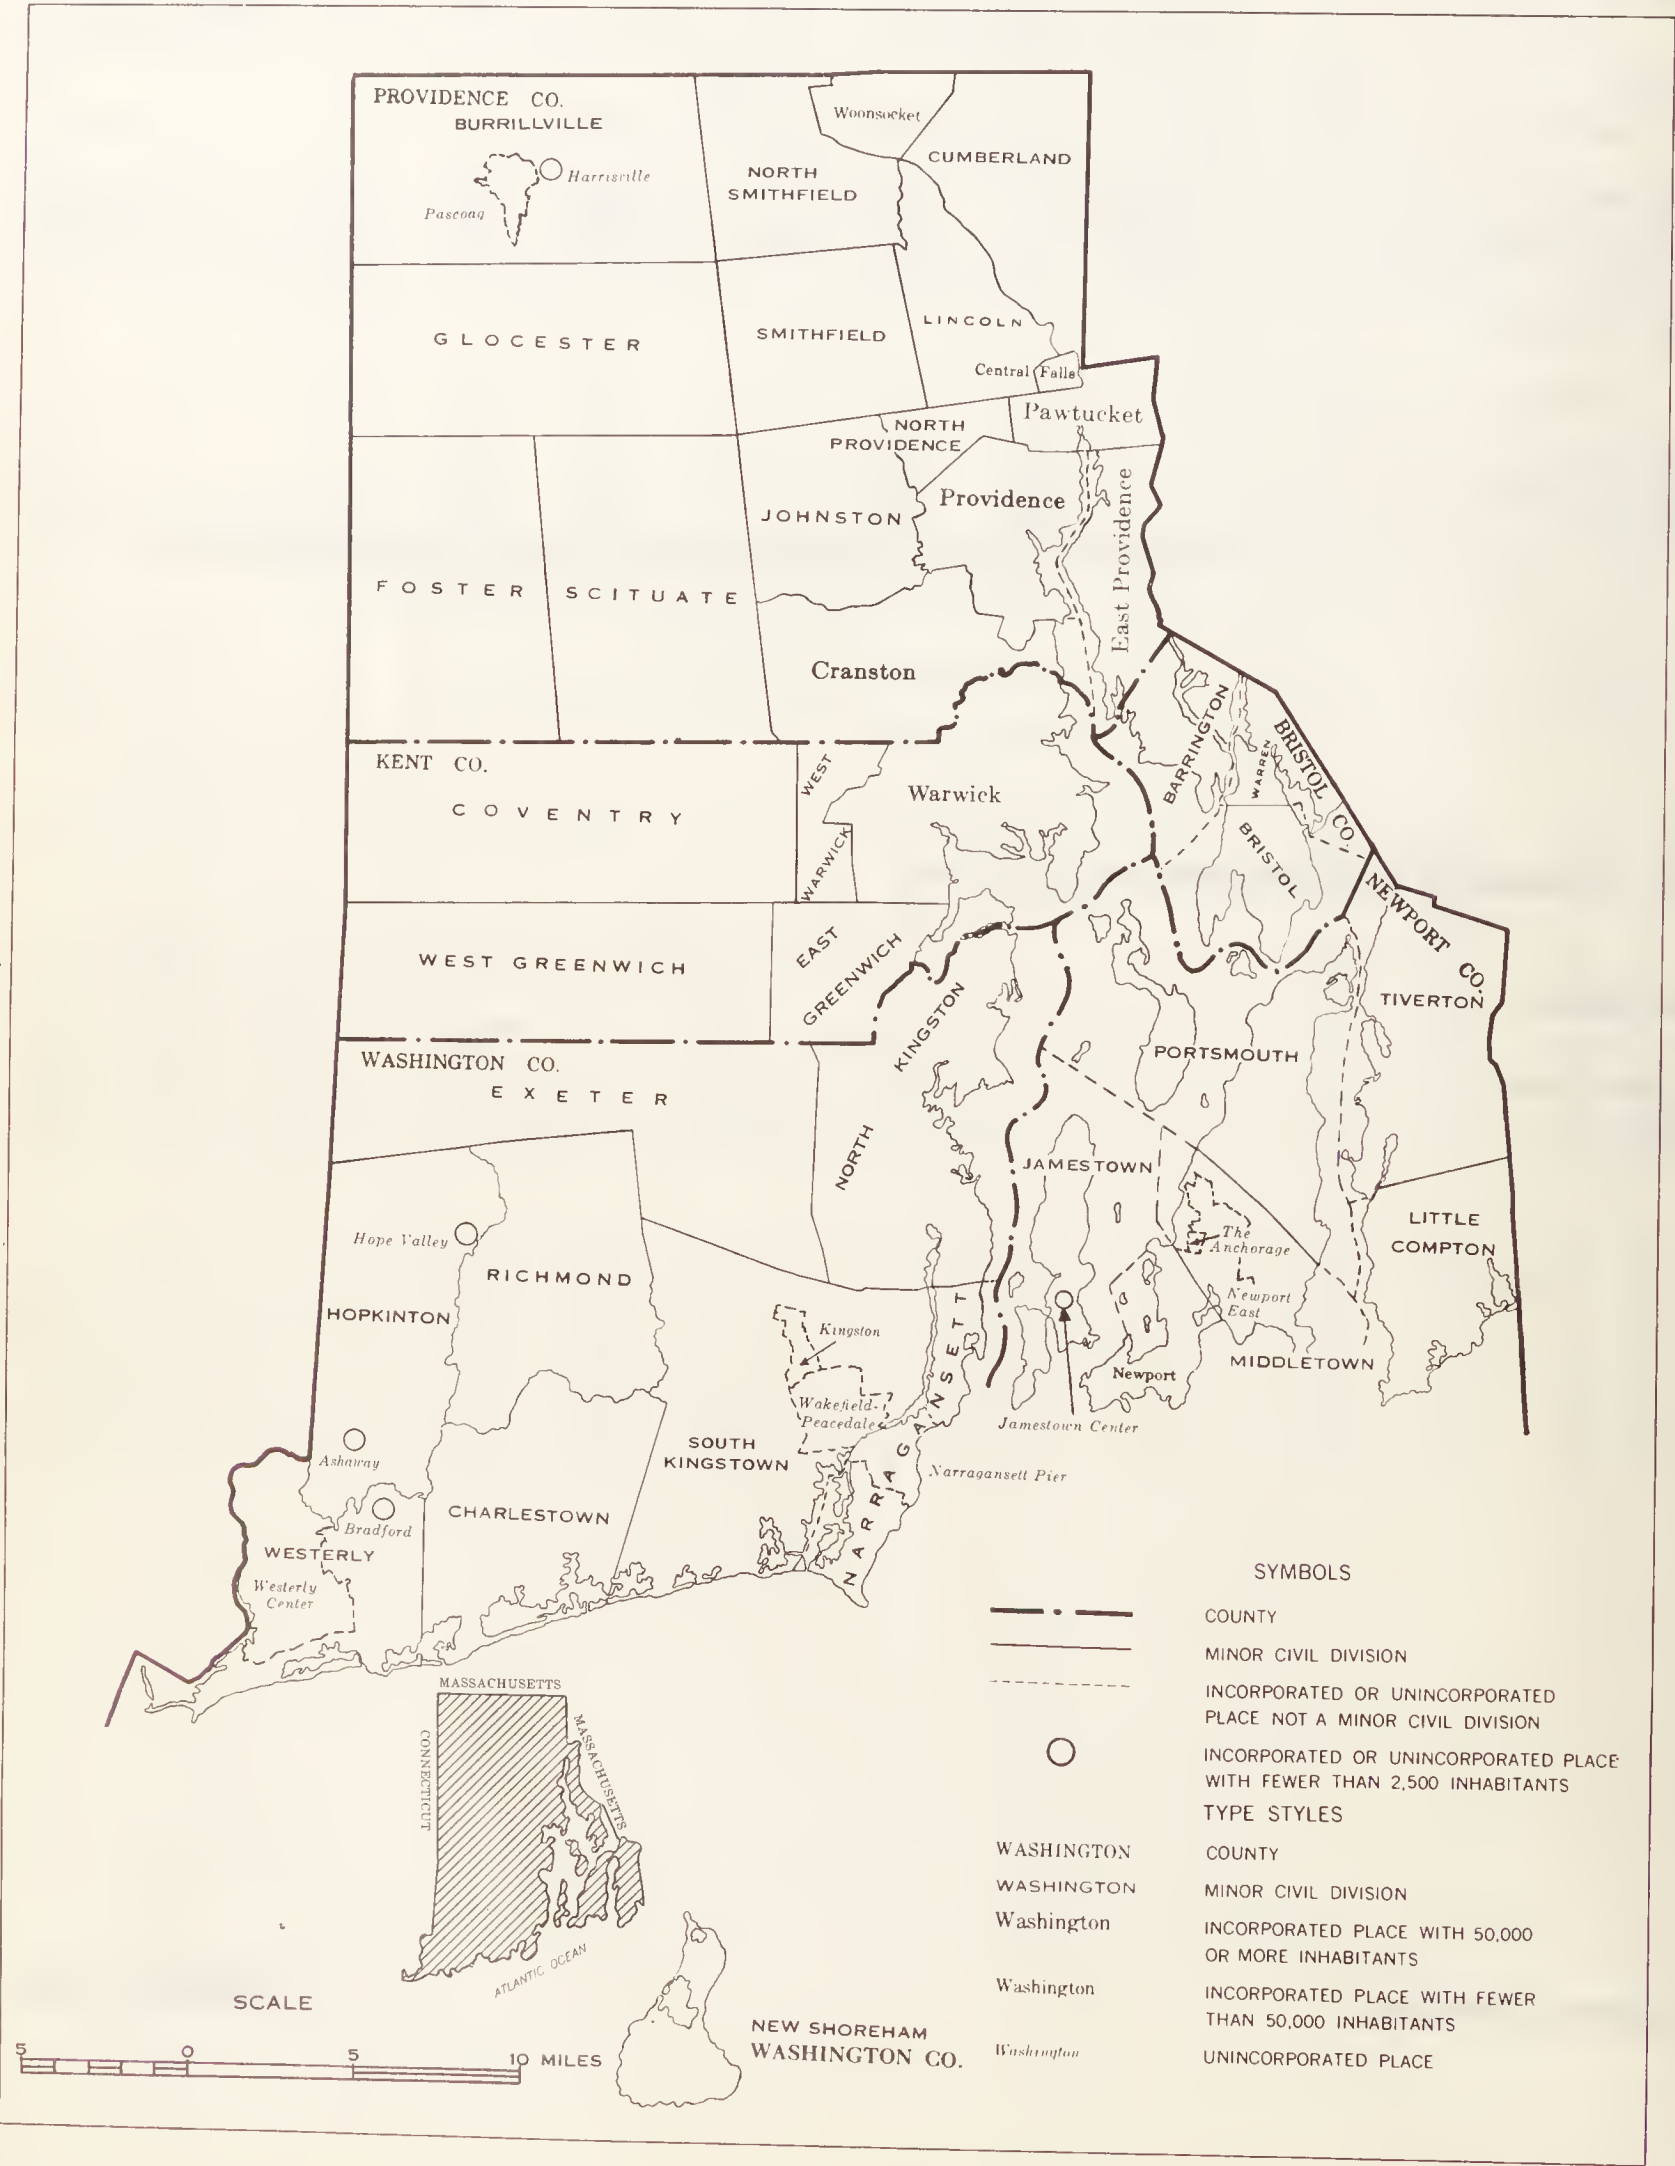 PROVIDENCE CO.
BURRILLVILLE
Harrisville
Pascoag
NORTH
SMITHFIELD
Woonsocket
CUMBERLAND
GLOCESTER
SMITHFIELD
LINCOLN
Central Falls
Pawtucket
NORTH
PROVIDENCE
Providence
East Providence
JOHNSTON
FOSTER
SCITUATE
Cranston
KENT CO.
COVENTRY
WEST
WARWICK
Warwick
BARRINGTON
WARREN
BRISTOL CO.
BRISTOL
WEST GREENWICH
EAST
GREENWICH
NEWPORT CO.
TIVERTON
PORTSMOUTH
WASHINGTON CO.
EXETER
NORTH KINGSTON
JAMESTOWN
The
Anchorage
Newport
East
LITTLE
COMPTON
MIDDLETOWN
Newport
Jamestown Center
Hope Valley
RICHMOND
HOPKINTON
Kingston
Wakefield-
Peacedale
NARRAGANSETT
Narragansett Pier
SOUTH
KINGSTOWN
Ashaway
CHARLESTOWN
Bradford
WESTERLY
Westerly
Center
MASSACHUSETTS
MASSACHUSETTS
CONNECTICUT
ATLANTIC OCEAN
NEW SHOREHAM
WASHINGTON CO.
SCALE
5 0 5 10 MILES
SYMBOLS
COUNTY
MINOR CIVIL DIVISION
INCORPORATED OR UNINCORPORATED
PLACE NOT A MINOR CIVIL DIVISION
INCORPORATED OR UNINCORPORATED PLACE
WITH FEWER THAN 2,500 INHABITANTS
TYPE STYLES
WASHINGTON COUNTY
WASHINGTON MINOR CIVIL DIVISION
Washington INCORPORATED PLACE WITH 50,000
OR MORE INHABITANTS
Washington INCORPORATED PLACE WITH FEWER
THAN 50,000 INHABITANTS
Washington UNINCORPORATED PLACE